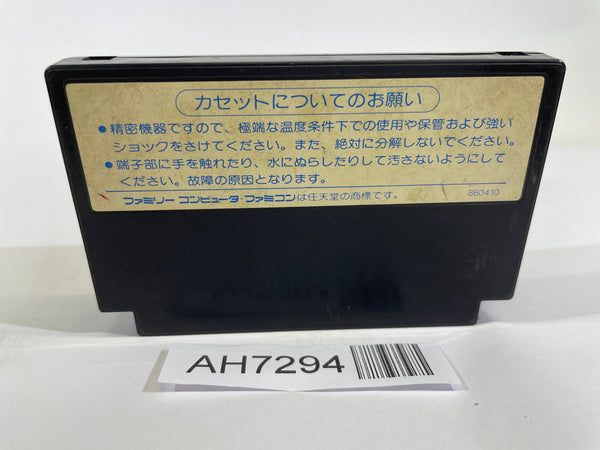 カセットについてのお願い
●精密機器ですので、極端な温度条件下での使用や保管および強い
ショックをさけてください。また、絶対に分解しないでください。
●端子部に手を触れたり、水にぬらしたりして汚さないようにして
ください。故障の原因となります。
ファミリー コンピュータ・ファミコンは任天堂の商標です。 860410
AH7294